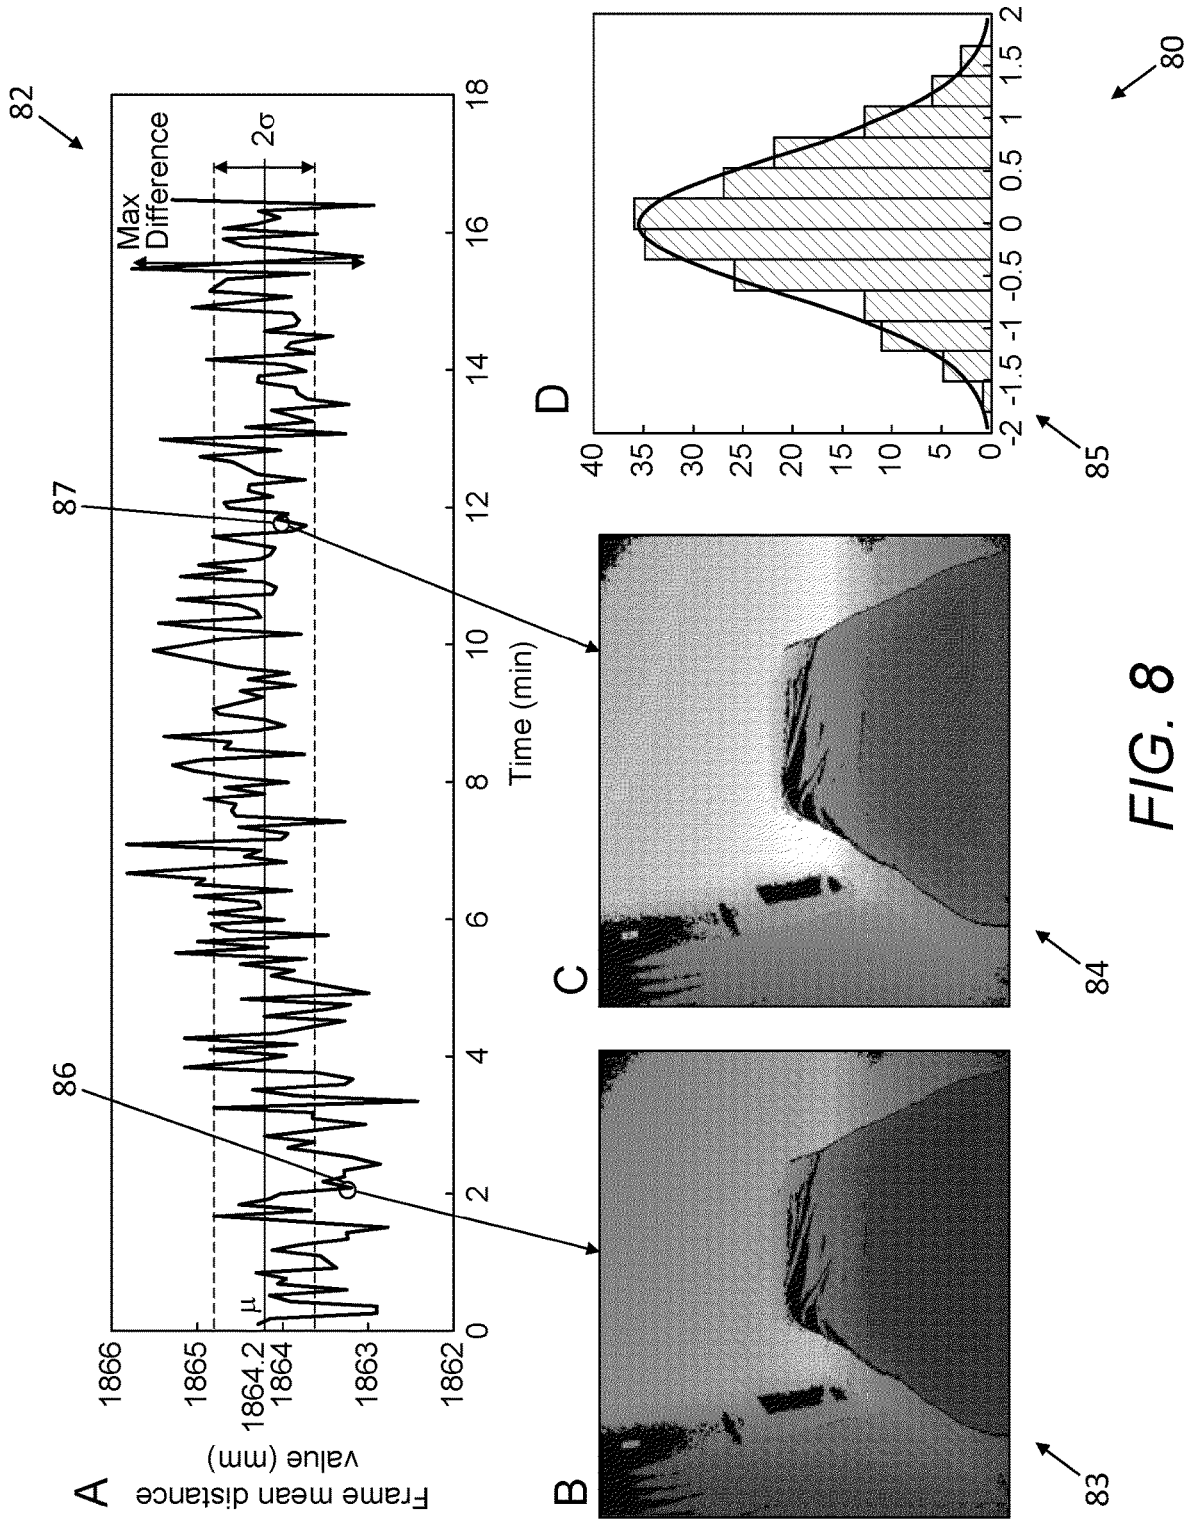 82
A
Frame mean distance
value (mm)
1866
1865
1864.2
1864
1863
1862
μ
86
87
Max
Difference
2σ
0 2 4 6 8 10 12 14 16 18
Time (min)
B
83
C
84
D
40
35
30
25
20
15
10
5
0
-2 -1.5 -1 -0.5 0 0.5 1 1.5 2
85
80
FIG. 8